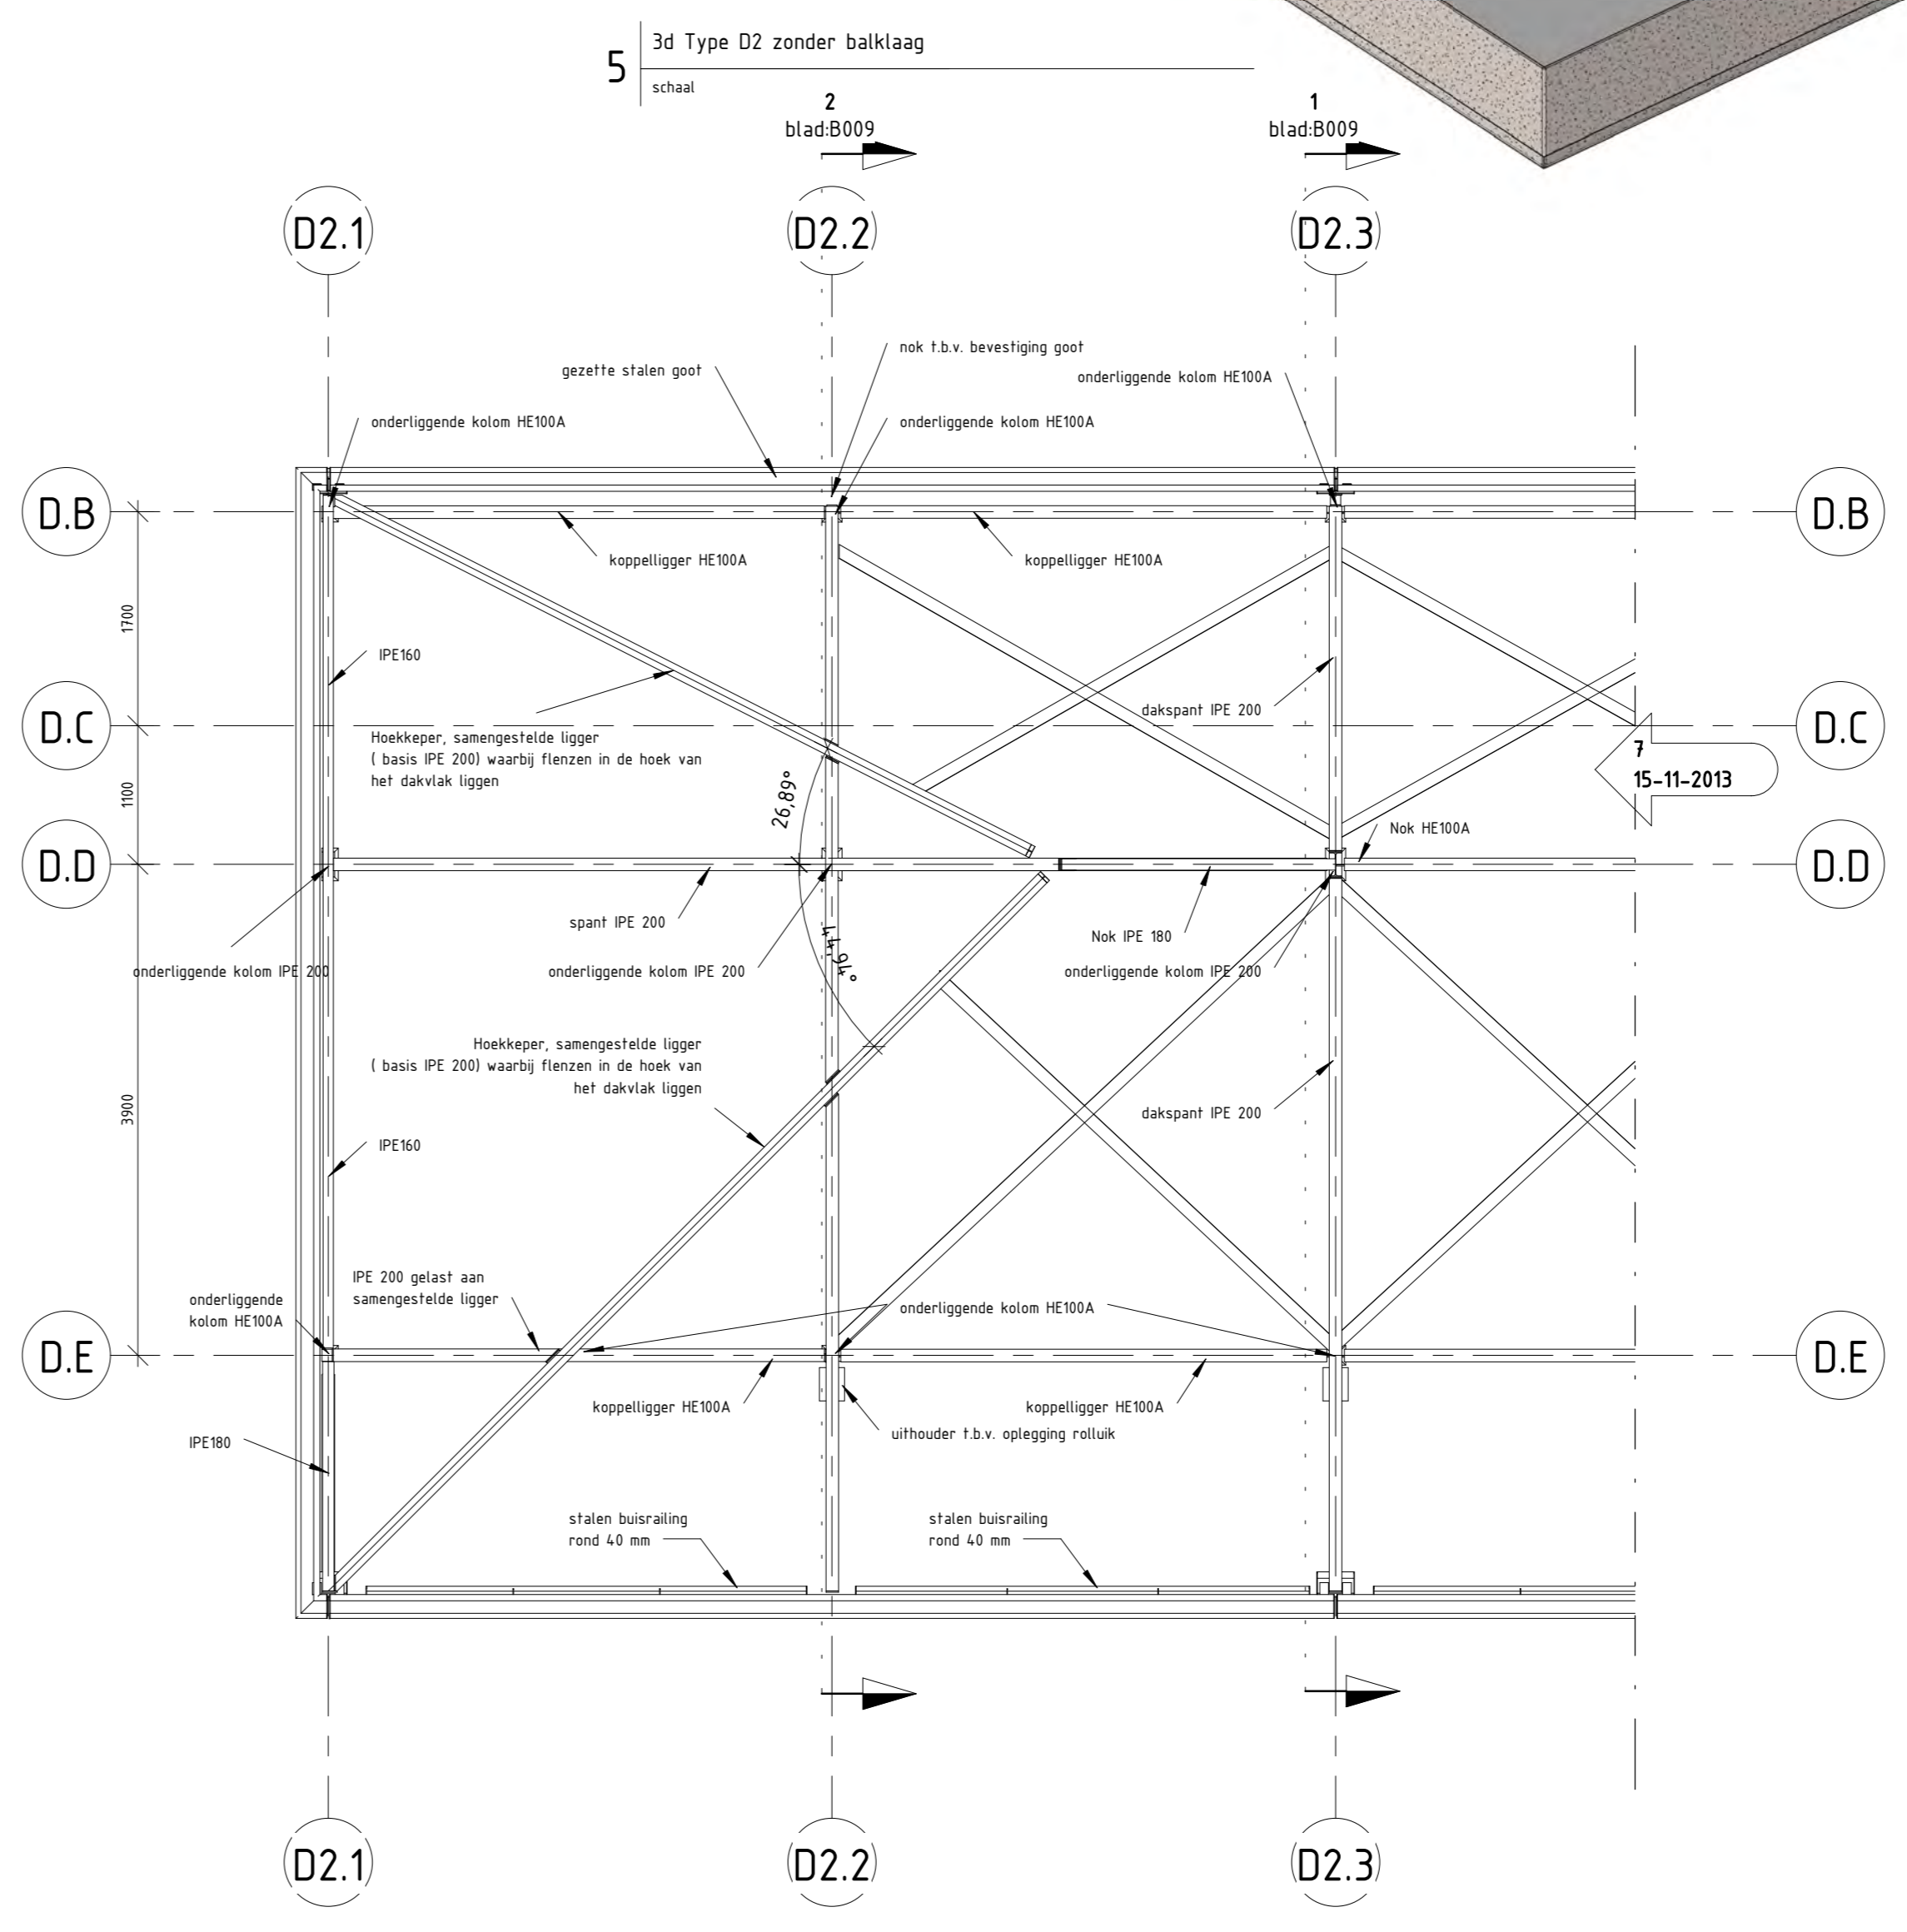 5
3d Type D2 zonder balklaag
schaal
2
blad:B009
1
blad:B009
D2.1
D2.2
D2.3
nok t.b.v. bevestiging goot
gezette stalen goot
onderliggende kolom HE100A
onderliggende kolom HE100A
onderliggende kolom HE100A
D.B
D.B
koppelligger HE100A
koppelligger HE100A
1700
IPE160
dakspant IPE 200
D.C
D.C
Hoekkeper, samengestelde ligger
( basis IPE 200) waarbij flenzen in de hoek van
het dakvlak liggen
7
15-11-2013
1100
26,89°
Nok HE100A
D.D
D.D
spant IPE 200
Nok IPE 180
44,94°
onderliggende kolom IPE 200
onderliggende kolom IPE 200
onderliggende kolom IPE 200
Hoekkeper, samengestelde ligger
( basis IPE 200) waarbij flenzen in de hoek van
het dakvlak liggen
3900
dakspant IPE 200
IPE160
IPE 200 gelast aan
samengestelde ligger
onderliggende
kolom HE100A
onderliggende kolom HE100A
D.E
D.E
koppelligger HE100A
koppelligger HE100A
uithouder t.b.v. oplegging rolluik
IPE180
stalen buisrailing
rond 40 mm
stalen buisrailing
rond 40 mm
D2.1
D2.2
D2.3